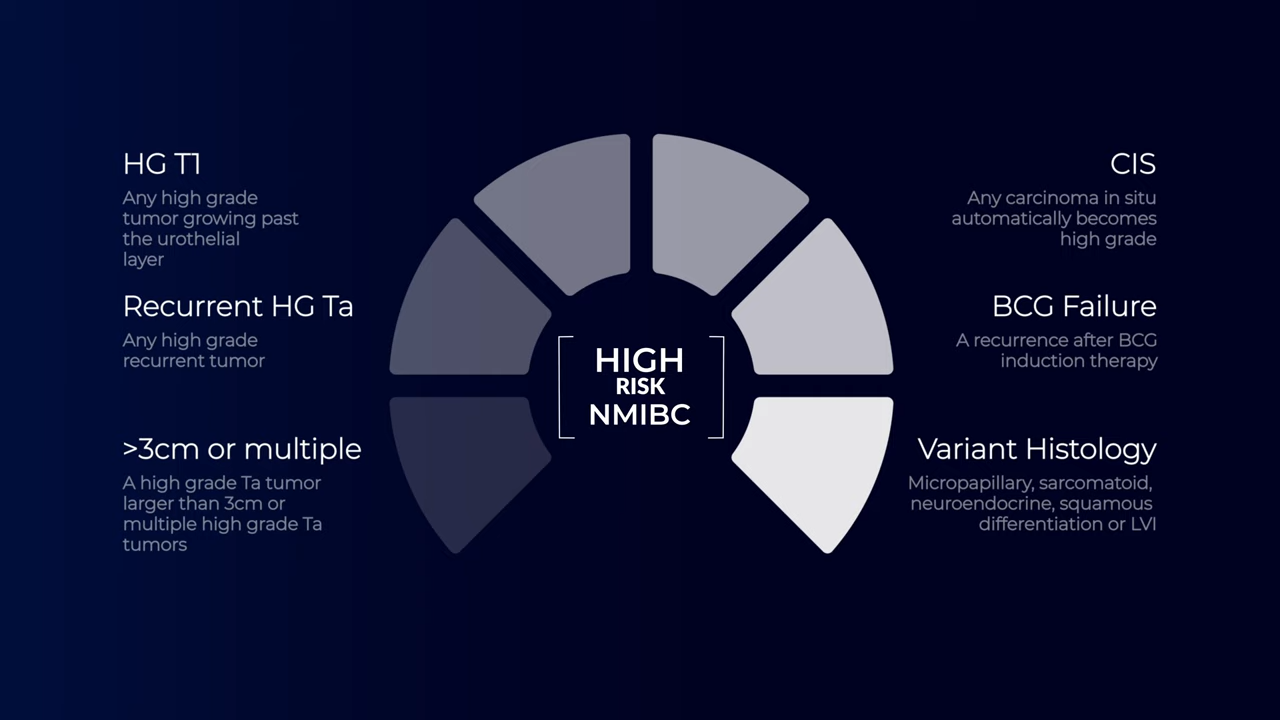 HG T1
Any high grade
tumor growing past
the urothelial
layer
Recurrent HG Ta
Any high grade
recurrent tumor
>3cm or multiple
A high grade Ta tumor
larger than 3cm or
multiple high grade Ta
tumors
HIGH
RISK
NMIBC
CIS
Any carcinoma in situ
automatically becomes
high grade
BCG Failure
A recurrence after BCG
induction therapy
Variant Histology
Micropapillary, sarcomatoid,
neuroendocrine, squamous
differentiation or LVI